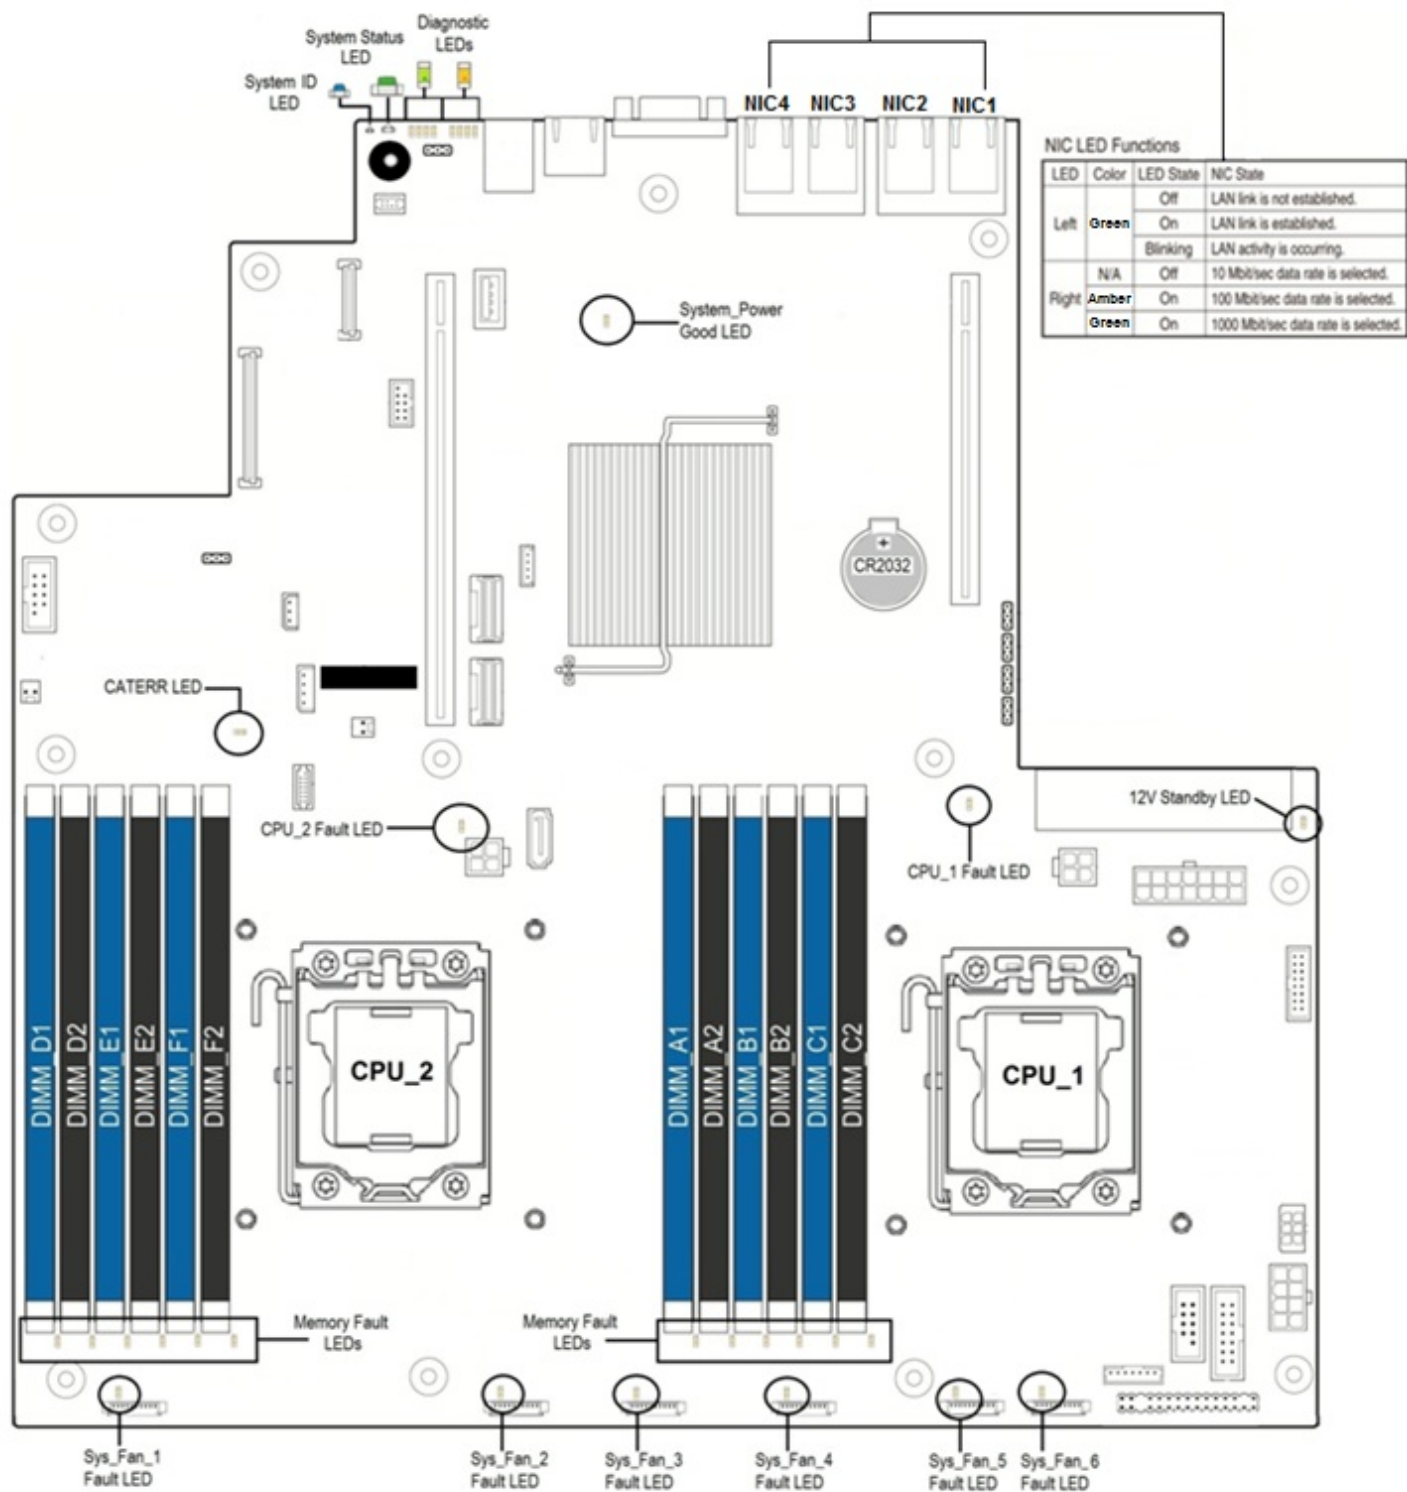 Diagnostic
LEDs
System Status
LED
System ID
LED
NIC4
NIC3
NIC2
NIC1
NIC LED Functions
LED Color LED State NIC State
Left Green Off LAN link is not established.
On LAN link is established.
Blinking LAN activity is occurring.
Right N/A Off 10 Mbit/sec data rate is selected.
Amber On 100 Mbit/sec data rate is selected.
Green On 1000 Mbit/sec data rate is selected.
System_Power
Good LED
+
CR2032
CATERR LED
12V Standby LED
CPU_2 Fault LED
CPU_1 Fault LED
DIMM_D1
DIMM_D2
DIMM_E1
DIMM_E2
DIMM_F1
DIMM_F2
CPU_2
DIMM_A1
DIMM_A2
DIMM_B1
DIMM_B2
DIMM_C1
DIMM_C2
CPU_1
Memory Fault
LEDs
Memory Fault
LEDs
Sys_Fan_1
Fault LED
Sys_Fan_2
Fault LED
Sys_Fan_3
Fault LED
Sys_Fan_4
Fault LED
Sys_Fan_5
Fault LED
Sys_Fan_6
Fault LED